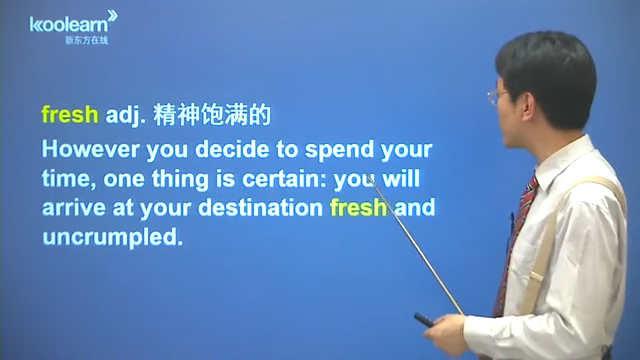 koolearn
新东方在线
fresh adj. 精神饱满的
However you decide to spend your
time, one thing is certain: you will
arrive at your destination fresh and
uncrumpled.